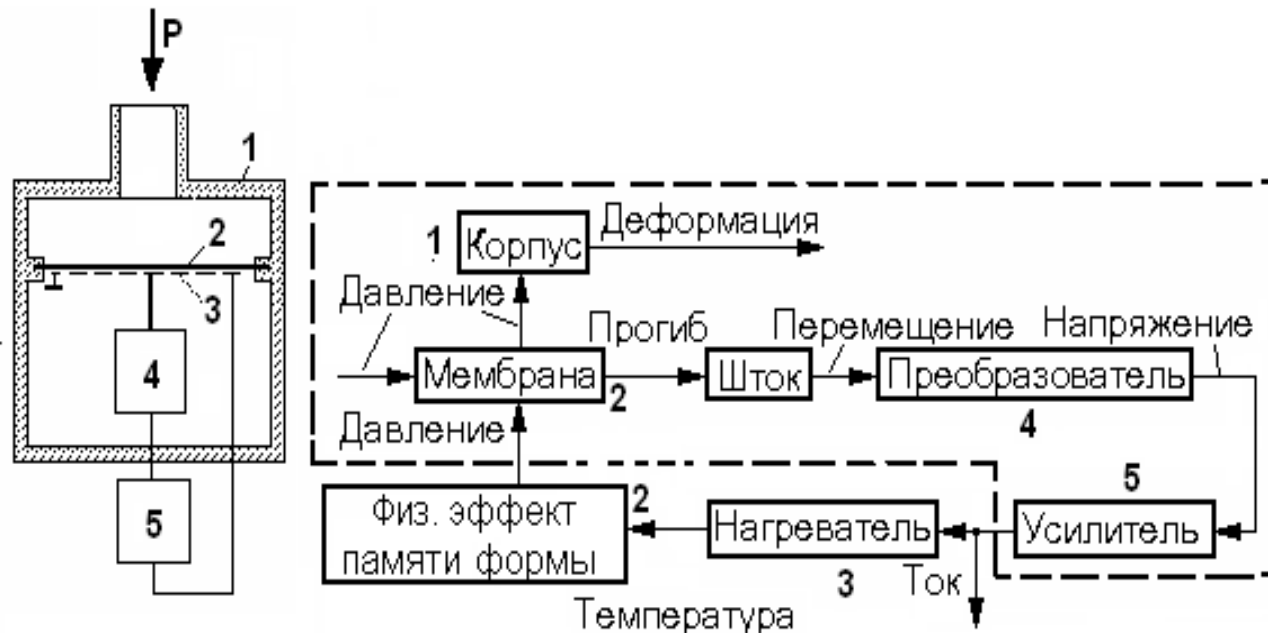 P
1
2
3
4
5
Деформация
1
Корпус
Давление
Прогиб
Перемещение
Напряжение
Мембрана
2
Шток
Преобразователь
4
Давление
Физ. эффект
памяти формы
2
Нагреватель
3
5
Усилитель
Ток
Температура